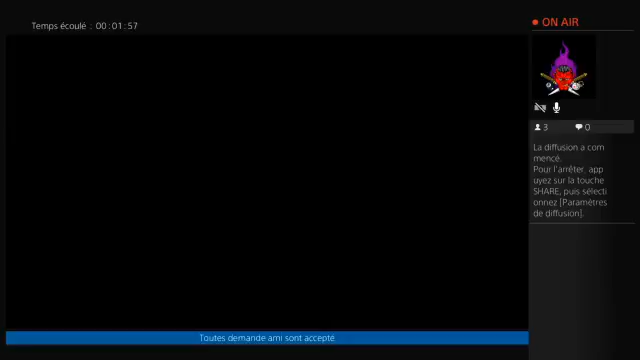 Temps écoulé : 00:01:57
ON AIR
3 0
La diffusion a com
mencé.
Pour l'arrêter, app
uyez sur la touche
SHARE, puis sélecti
onnez [Paramètres
de diffusion].
Toutes demande ami sont accepté